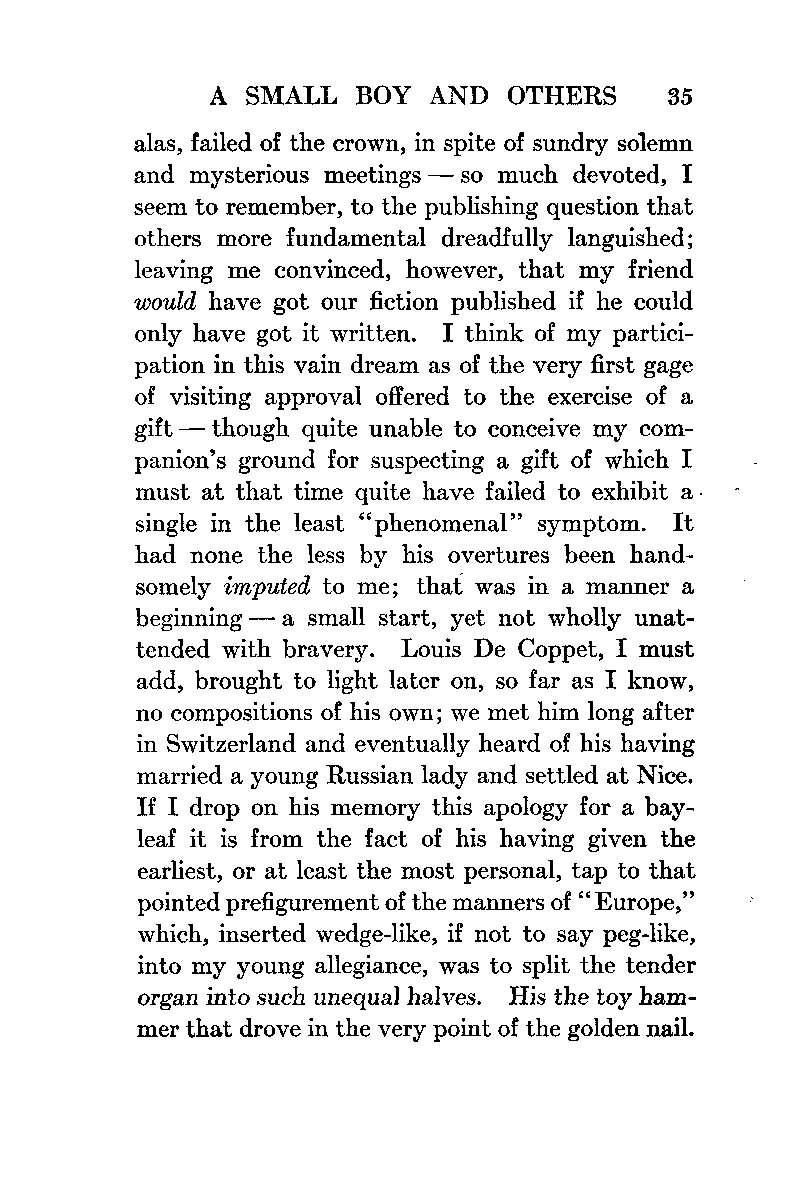 A SMALL BOY AND OTHERS 35
alas, failed of the crown, in spite of sundry solemn
and mysterious meetings — so much devoted, I
seem to remember, to the publishing question that
others more fundamental dreadfully languished;
leaving me convinced, however, that my friend
would have got our fiction published if he could
only have got it written. I think of my partici-
pation in this vain dream as of the very first gage
of visiting approval offered to the exercise of a
gift — though quite unable to conceive my com-
panion's ground for suspecting a gift of which I
must at that time quite have failed to exhibit a
single in the least "phenomenal" symptom. It
had none the less by his overtures been hand-
somely imputed to me; that was in a manner a
beginning — a small start, yet not wholly unat-
tended with bravery. Louis De Coppet, I must
add, brought to light later on, so far as I know,
no compositions of his own; we met him long after
in Switzerland and eventually heard of his having
married a young Russian lady and settled at Nice.
If I drop on his memory this apology for a bay-
leaf it is from the fact of his having given the
earliest, or at least the most personal, tap to that
pointed prefigurement of the manners of "Europe,"
which, inserted wedge-like, if not to say peg-like,
into my young allegiance, was to split the tender
organ into such unequal halves. His the toy ham-
mer that drove in the very point of the golden nail.